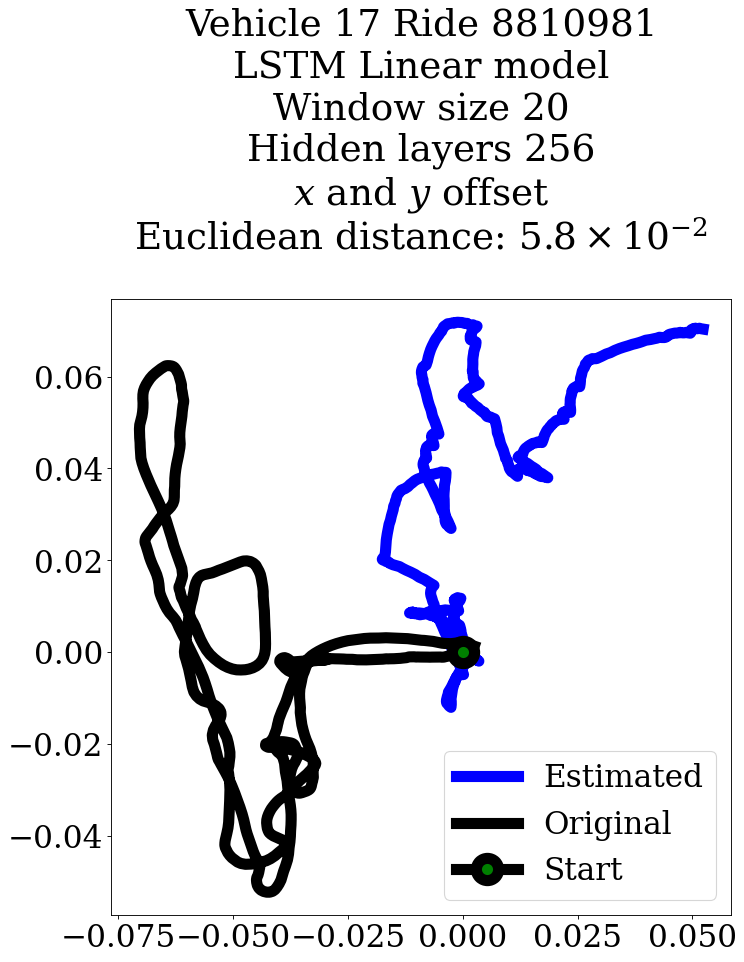 Vehicle 17 Ride 8810981
LSTM Linear model
Window size 20
Hidden layers 256
x and y offset
Euclidean distance: 5.8 × 10⁻²
0.06
0.04
0.02
0.00
−0.02
−0.04
−0.075 −0.050 −0.025 0.000 0.025 0.050
Estimated
Original
Start